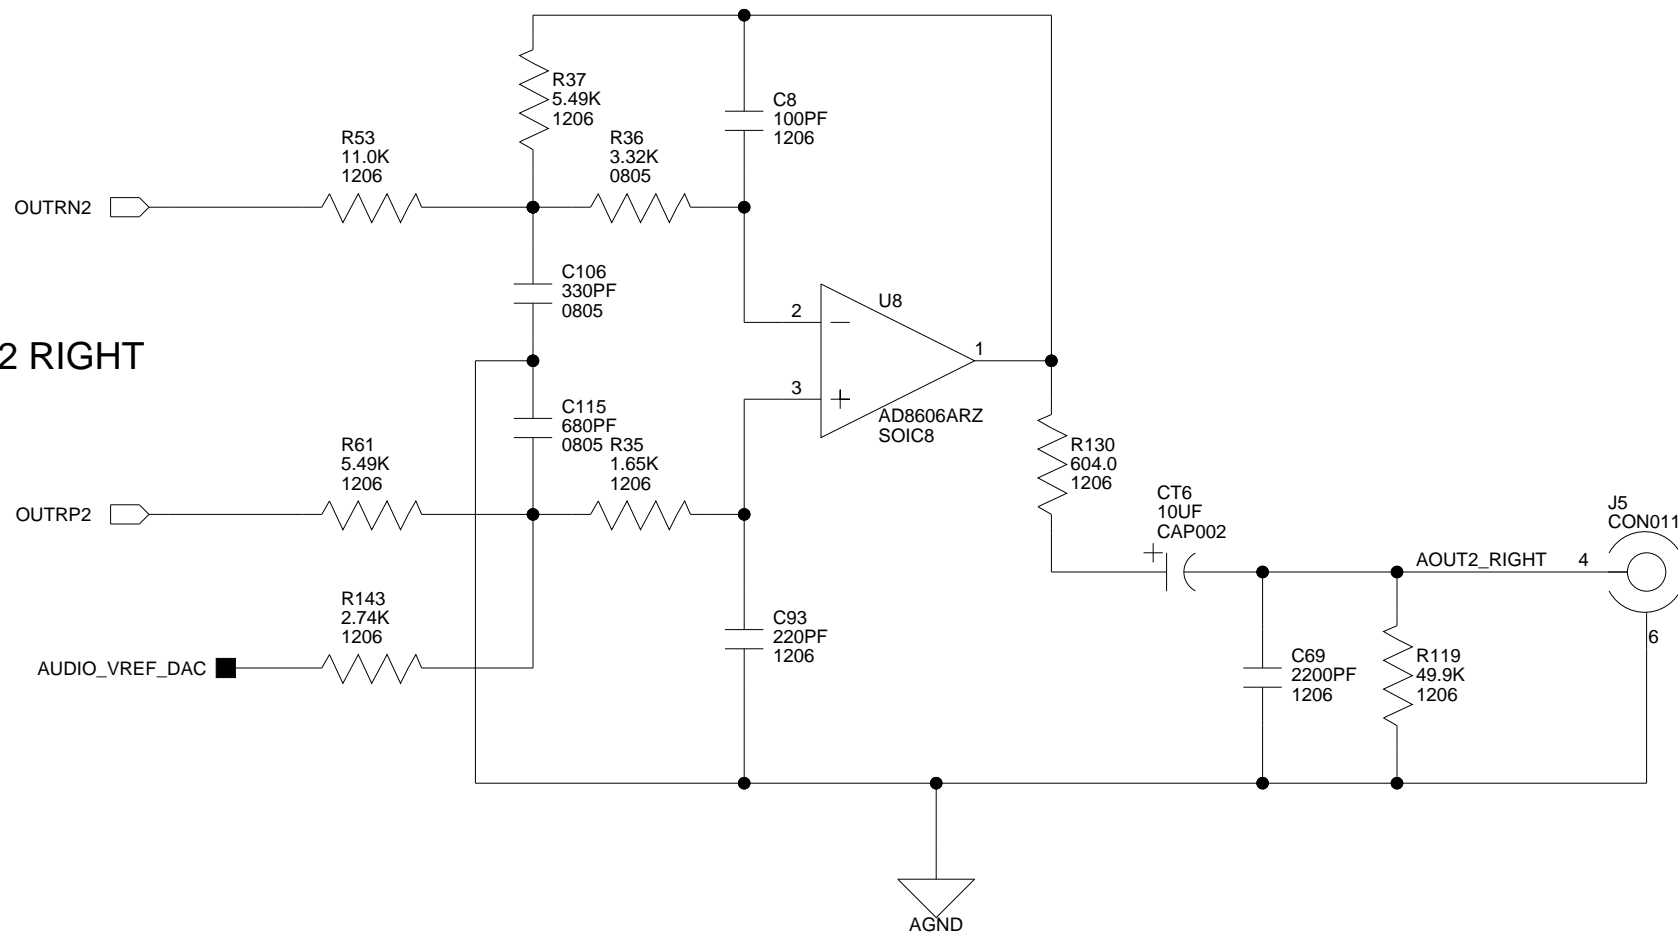 R37
5.49K
1206
C8
100PF
1206
R53
11.0K
1206
R36
3.32K
0805
OUTRN2
C106
330PF
0805
U8
2
2 RIGHT
1
3
C115
680PF
0805
AD8606ARZ
SOIC8
R61
5.49K
1206
R35
1.65K
1206
R130
604.0
1206
CT6
10UF
CAP002
J5
CON011
OUTRP2
AOUT2_RIGHT
4
R143
2.74K
1206
C93
220PF
1206
6
AUDIO_VREF_DAC
C69
2200PF
1206
R119
49.9K
1206
AGND